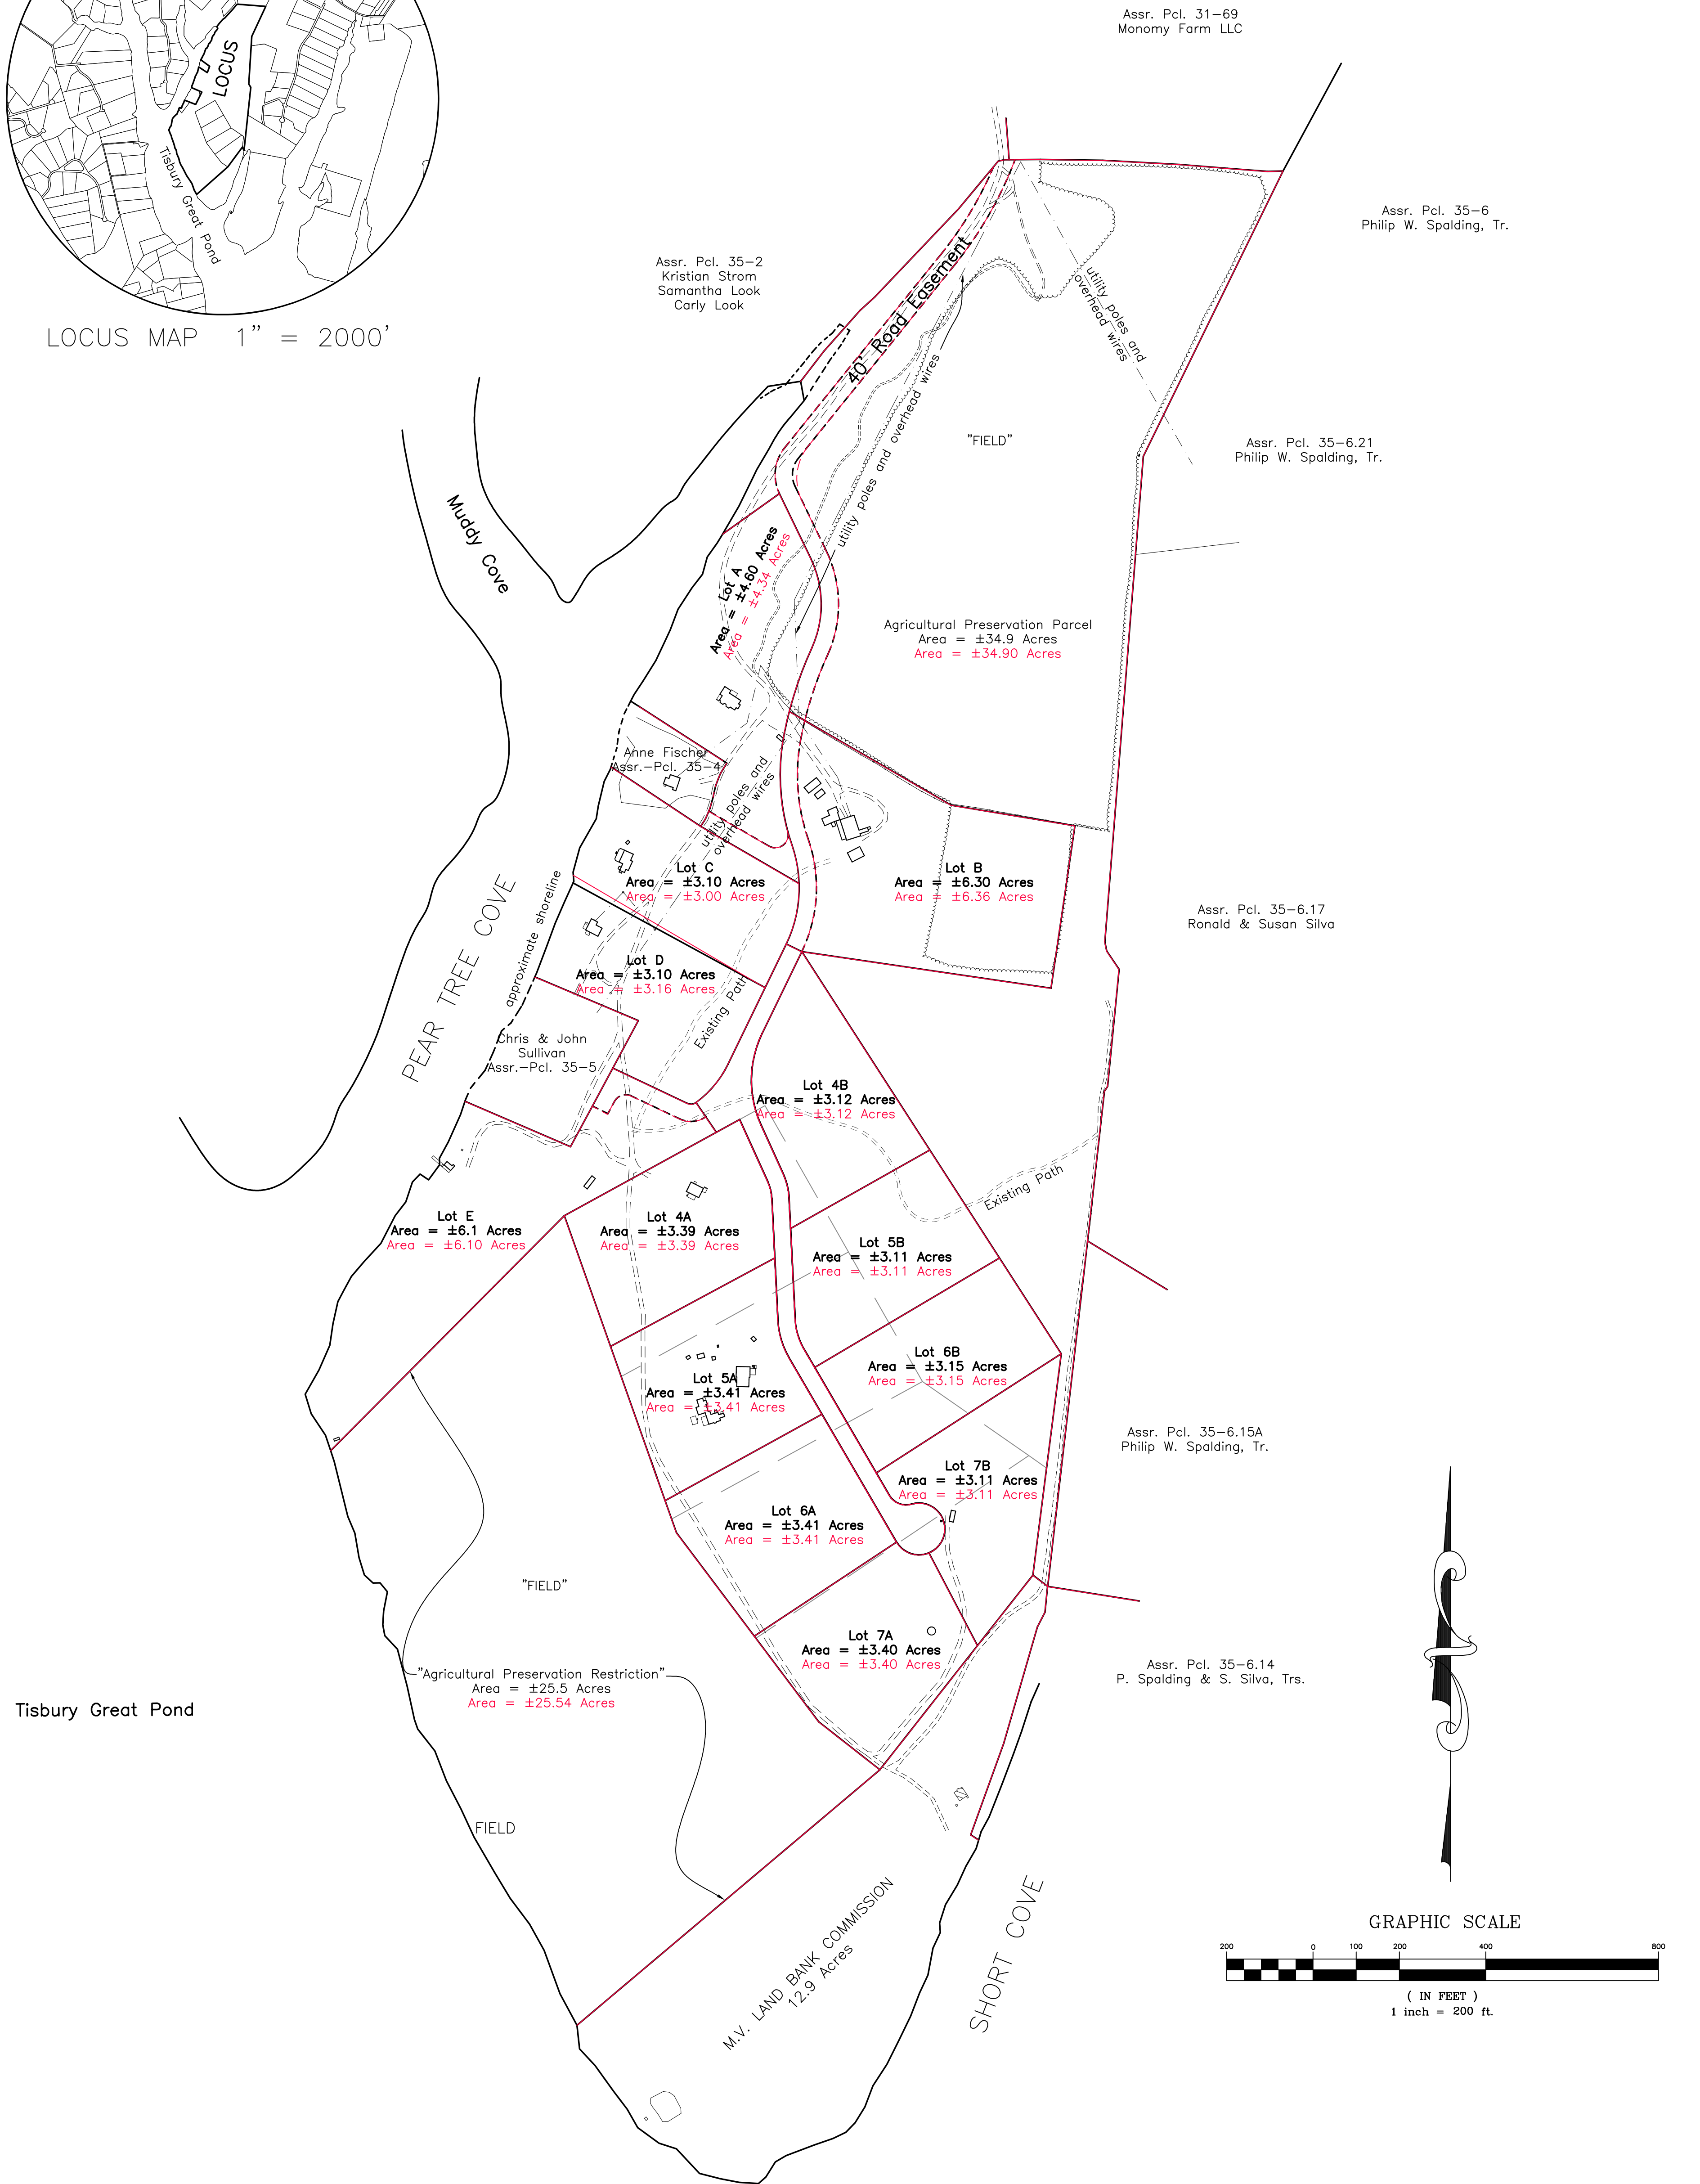 LOCUS
Tisbury Great Pond
LOCUS MAP 1" = 2000'
Assr. Pcl. 31-69
Monomy Farm LLC
Assr. Pcl. 35-6
Philip W. Spalding, Tr.
Assr. Pcl. 35-2
Kristian Strom
Samantha Look
Carly Look
40' Road Easement
utility poles and
overhead wires
utility poles and overhead wires
"FIELD"
Assr. Pcl. 35-6.21
Philip W. Spalding, Tr.
Muddy Cove
Lot A
Area = ±4.60 Acres
Area = ±4.34 Acres
Agricultural Preservation Parcel
Area = ±34.9 Acres
Area = ±34.90 Acres
Anne Fischer
Assr.-Pcl. 35-4
utility poles and
overhead wires
Lot C
Area = ±3.10 Acres
Area = ±3.00 Acres
Lot B
Area = ±6.30 Acres
Area = ±6.36 Acres
Assr. Pcl. 35-6.17
Ronald & Susan Silva
PEAR TREE COVE
approximate shoreline
Lot D
Area = ±3.10 Acres
Area = ±3.16 Acres
Existing Path
Chris & John
Sullivan
Assr.-Pcl. 35-5
Lot 4B
Area = ±3.12 Acres
Area = ±3.12 Acres
Existing Path
Lot E
Area = ±6.1 Acres
Area = ±6.10 Acres
Lot 4A
Area = ±3.39 Acres
Area = ±3.39 Acres
Lot 5B
Area = ±3.11 Acres
Area = ±3.11 Acres
Lot 6B
Area = ±3.15 Acres
Area = ±3.15 Acres
Lot 5A
Area = ±3.41 Acres
Area = ±3.41 Acres
Assr. Pcl. 35-6.15A
Philip W. Spalding, Tr.
Lot 7B
Area = ±3.11 Acres
Area = ±3.11 Acres
Lot 6A
Area = ±3.41 Acres
Area = ±3.41 Acres
"FIELD"
Lot 7A
Area = ±3.40 Acres
Area = ±3.40 Acres
Assr. Pcl. 35-6.14
P. Spalding & S. Silva, Trs.
"Agricultural Preservation Restriction"
Area = ±25.5 Acres
Area = ±25.54 Acres
Tisbury Great Pond
FIELD
M.V. LAND BANK COMMISSION
12.9 Acres
SHORT COVE
GRAPHIC SCALE
200 0 100 200 400 800
( IN FEET )
1 inch = 200 ft.